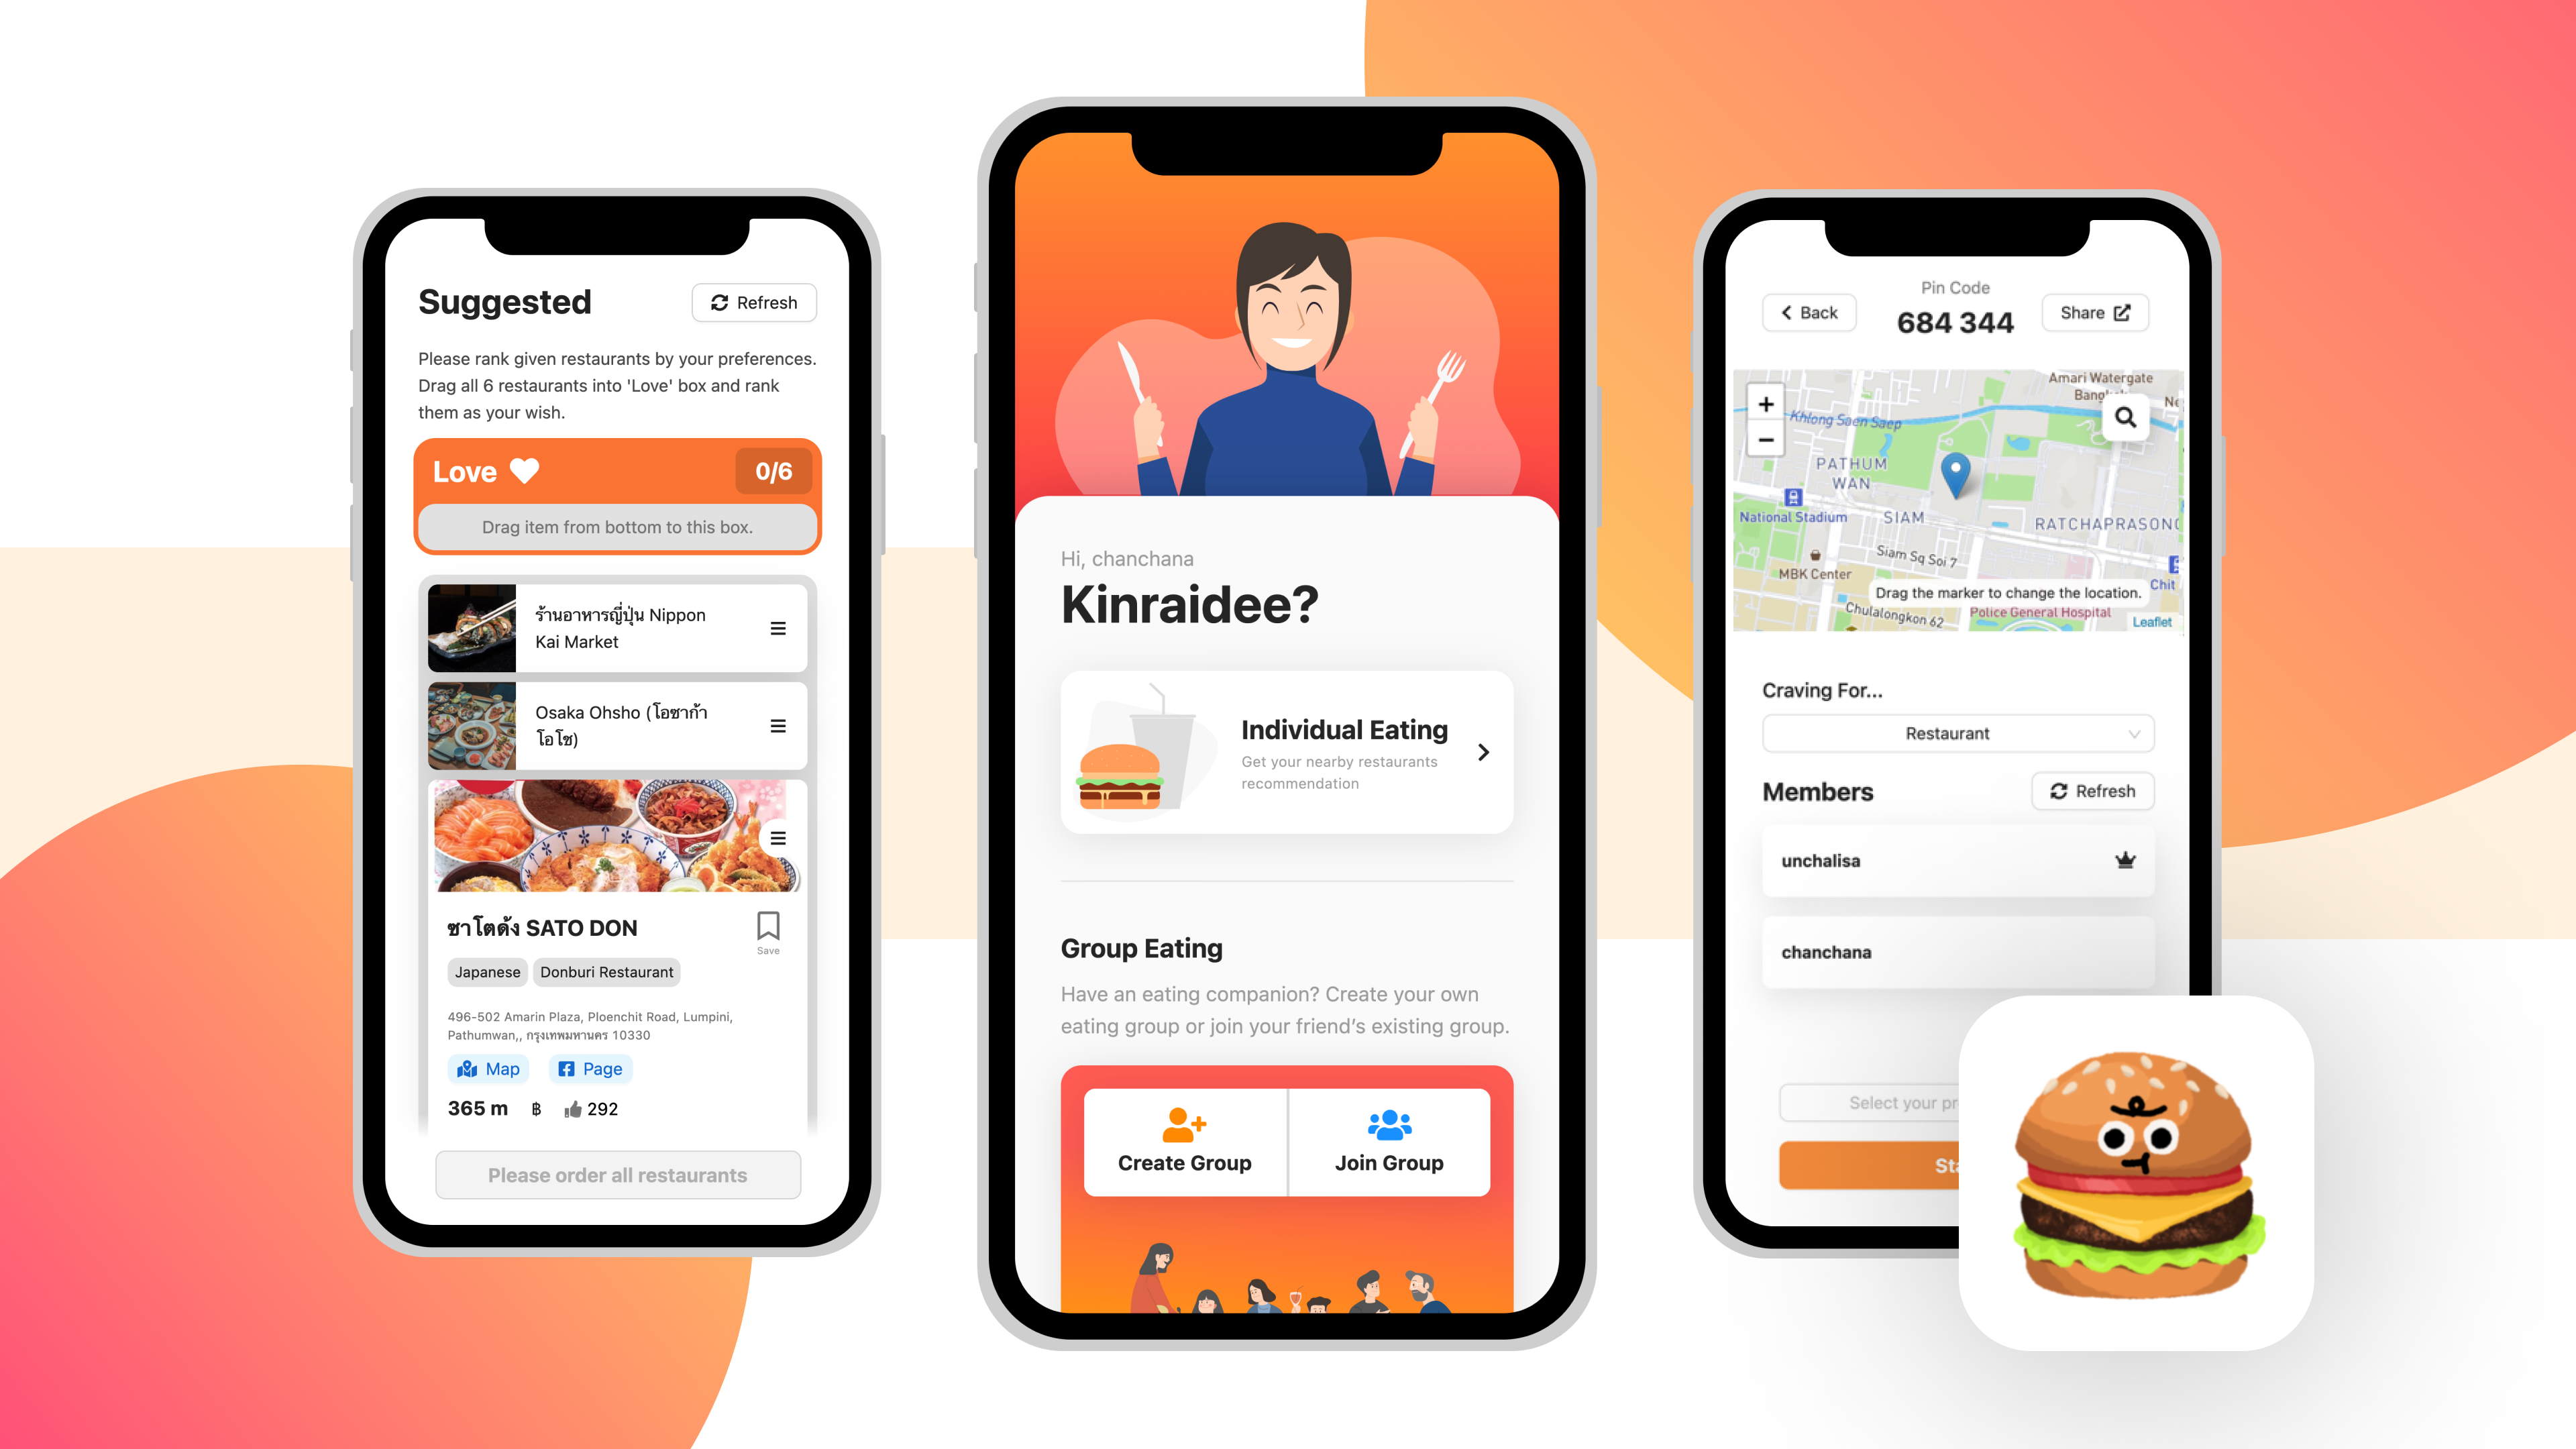 Suggested
Refresh
Please rank given restaurants by your preferences.
Drag all 6 restaurants into 'Love' box and rank
them as your wish.
Love
0/6
Drag item from bottom to this box.
ร้านอาหารญี่ปุ่น Nippon
Kai Market
Osaka Ohsho (โอซาก้า
โอโช)
ซาโตด้ง SATO DON
Save
Japanese
Donburi Restaurant
496-502 Amarin Plaza, Ploenchit Road, Lumpini,
Pathumwan,, กรุงเทพมหานคร 10330
Map
Page
365 m
฿
292
Please order all restaurants
Hi, chanchana
Kinraidee?
Individual Eating
Get your nearby restaurants
recommendation
Group Eating
Have an eating companion? Create your own
eating group or join your friend’s existing group.
Create Group
Join Group
Back
Pin Code
684 344
Share
+
−
Amari Watergate
Khlong Saen Saep
PATHUM
WAN
National Stadium
SIAM
RATCHAPRASONG
Siam Sq Soi 7
MBK Center
Chit
Drag the marker to change the location.
Chulalongkon 62
Police General Hospital
Leaflet
Craving For...
Restaurant
Members
Refresh
unchalisa
chanchana
Select your